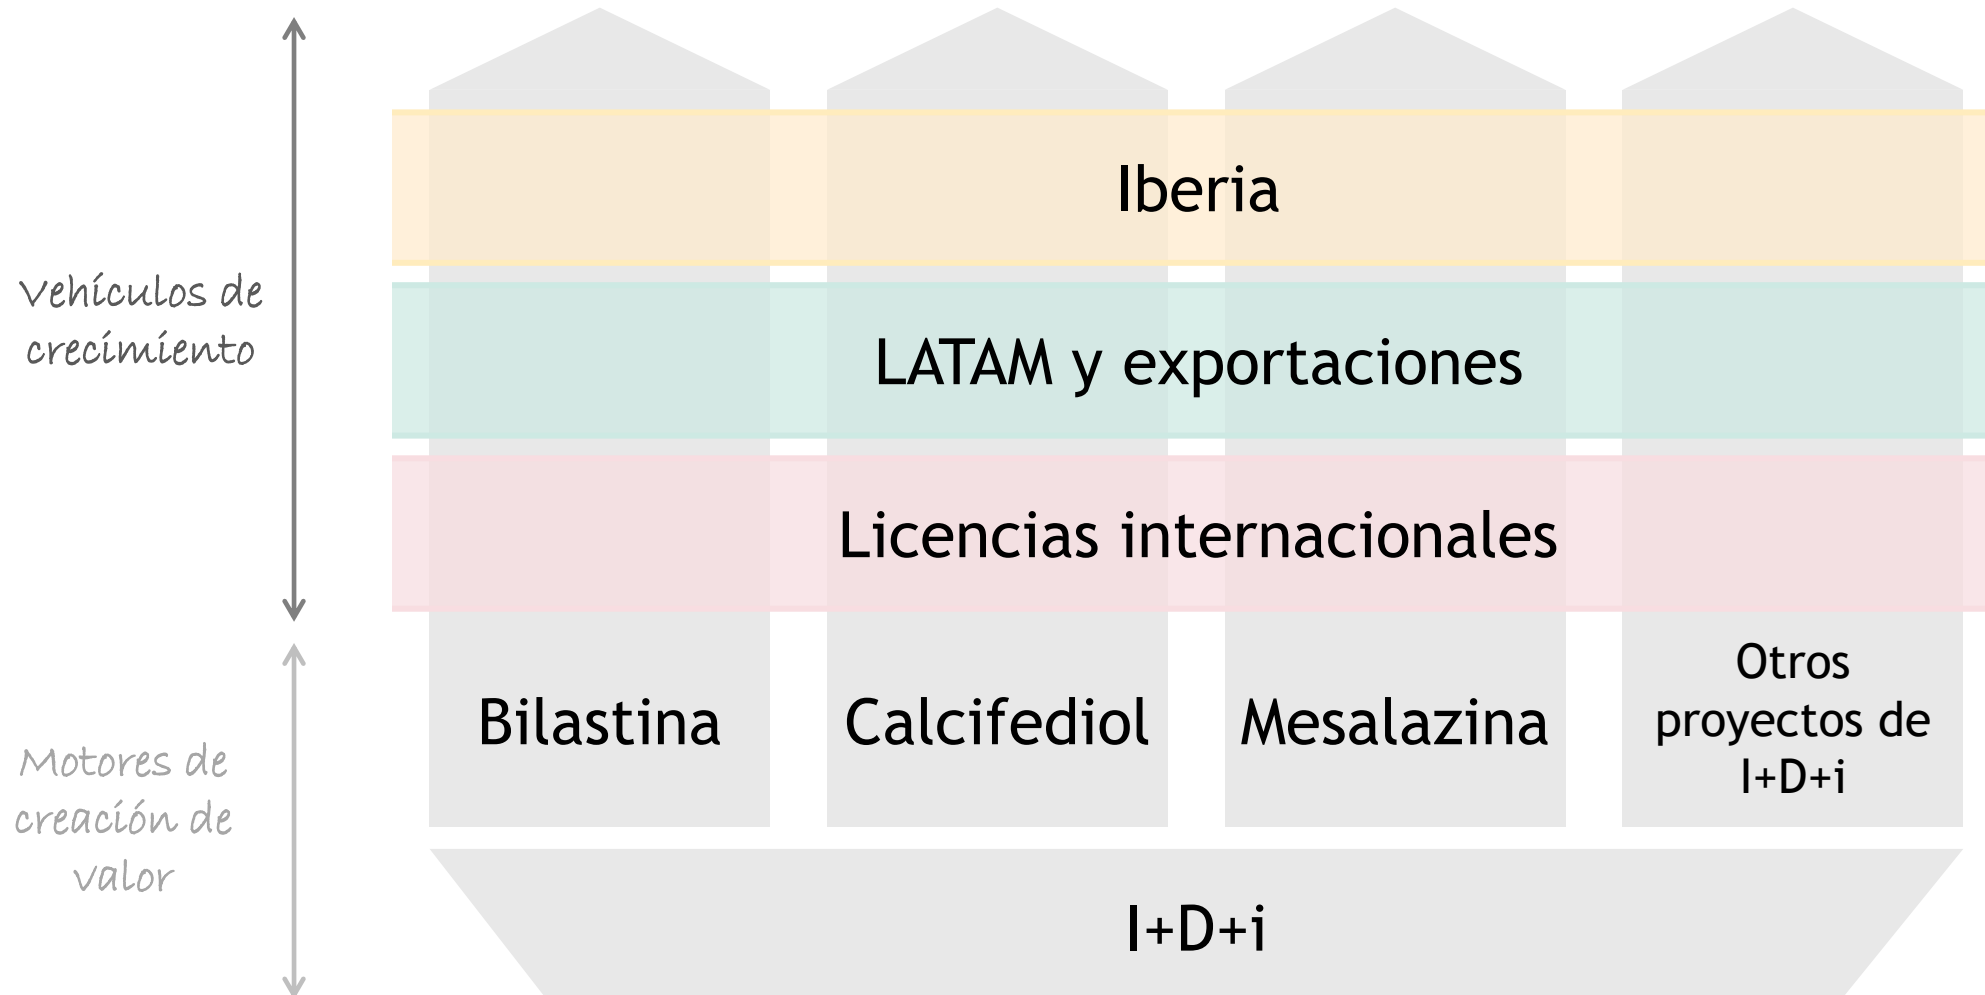 Iberia
Vehículos de
crecimiento
LATAM y exportaciones
Licencias internacionales
Motores de
creación de
valor
Bilastina
Calcifediol
Mesalazina
Otros
proyectos de
I+D+i
I+D+i